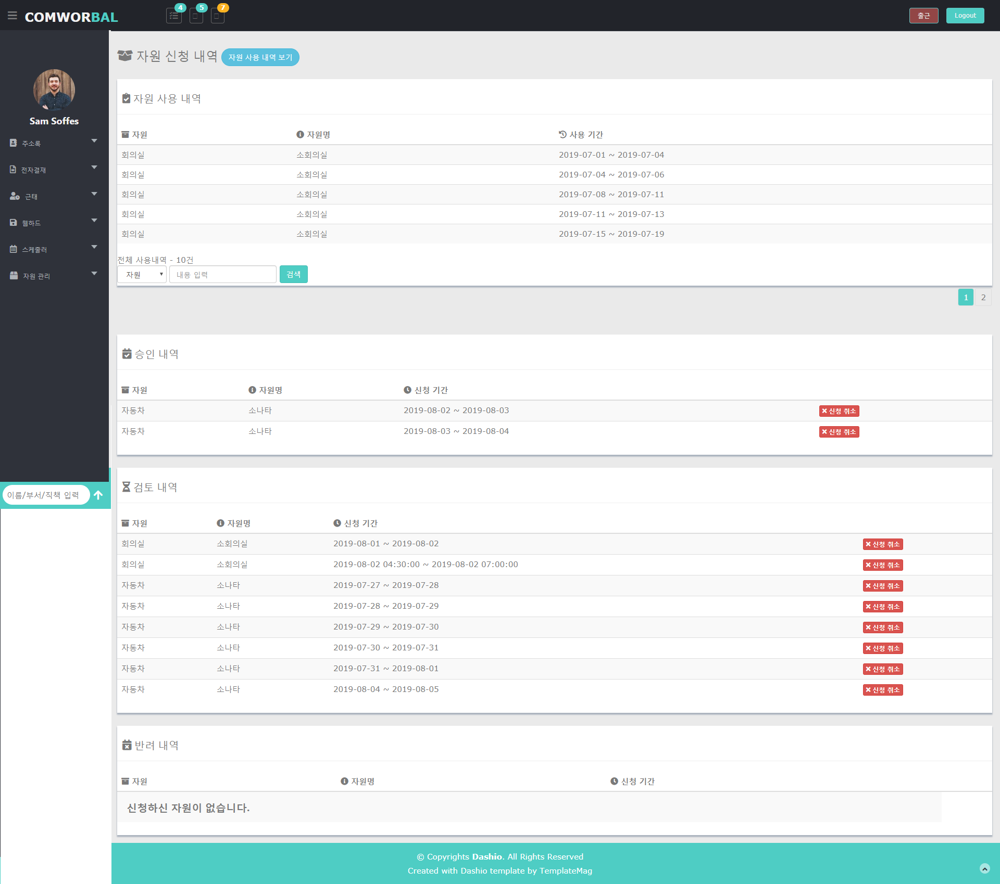 COMWORBAL
4
5
7
출근
Logout
자원 신청 내역
자원 사용 내역 보기
Sam Soffes
주소록
전자결재
근태
웹하드
스케줄러
자원 관리
이름/부서/직책 입력
자원 사용 내역
자원 자원명 사용 기간
회의실 소회의실 2019-07-01 ~ 2019-07-04
회의실 소회의실 2019-07-04 ~ 2019-07-06
회의실 소회의실 2019-07-08 ~ 2019-07-11
회의실 소회의실 2019-07-11 ~ 2019-07-13
회의실 소회의실 2019-07-15 ~ 2019-07-19
전체 사용내역 - 10건
자원 내용 입력 검색
1 2
승인 내역
자원 자원명 신청 기간
자동차 소나타 2019-08-02 ~ 2019-08-03 신청 취소
자동차 소나타 2019-08-03 ~ 2019-08-04 신청 취소
검토 내역
자원 자원명 신청 기간
회의실 소회의실 2019-08-01 ~ 2019-08-02 신청 취소
회의실 소회의실 2019-08-02 04:30:00 ~ 2019-08-02 07:00:00 신청 취소
자동차 소나타 2019-07-27 ~ 2019-07-28 신청 취소
자동차 소나타 2019-07-28 ~ 2019-07-29 신청 취소
자동차 소나타 2019-07-29 ~ 2019-07-30 신청 취소
자동차 소나타 2019-07-30 ~ 2019-07-31 신청 취소
자동차 소나타 2019-07-31 ~ 2019-08-01 신청 취소
자동차 소나타 2019-08-04 ~ 2019-08-05 신청 취소
반려 내역
자원 자원명 신청 기간
신청하신 자원이 없습니다.
© Copyrights Dashio. All Rights Reserved
Created with Dashio template by TemplateMag